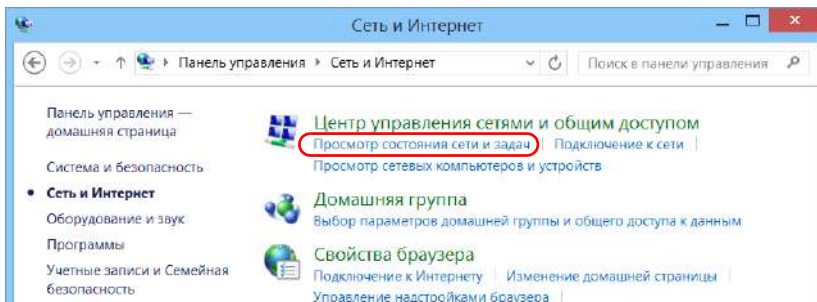 Сеть и Интернет
Панель управления Сеть и Интернет
Поиск в панели управления
Панель управления —
домашняя страница
Система и безопасность
Сеть и Интернет
Оборудование и звук
Программы
Учетные записи и Семейная
безопасность
Центр управления сетями и общим доступом
Просмотр состояния сети и задач Подключение к сети
Просмотр сетевых компьютеров и устройств
Домашняя группа
Выбор параметров домашней группы и общего доступа к данным
Свойства браузера
Подключение к Интернету Изменение домашней страницы
Управление надстройками браузера